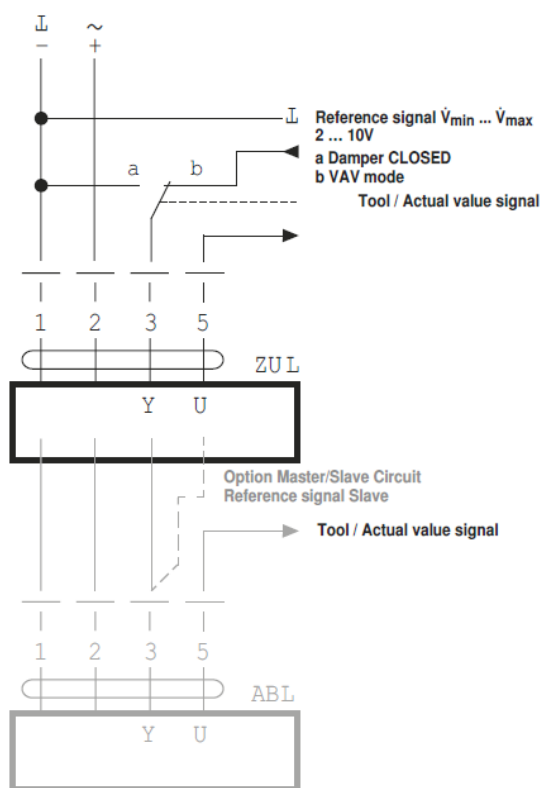 ⊥ ~
− +
⊥ Reference signal V̇min ... V̇max
2 ... 10V
a b
a Damper CLOSED
b VAV mode
Tool / Actual value signal
1 2 3 5
ZUL
Y U
Option Master/Slave Circuit
Reference signal Slave
Tool / Actual value signal
1 2 3 5
ABL
Y U